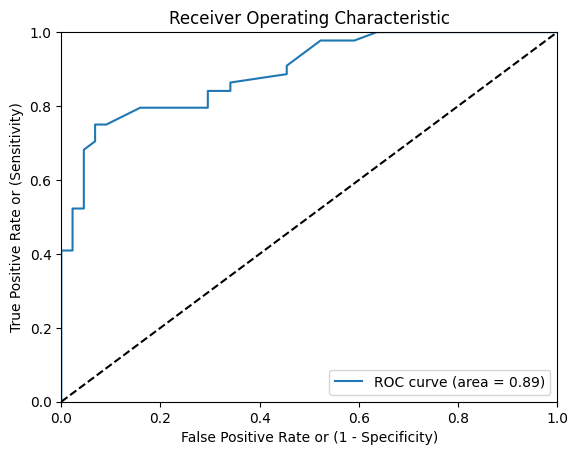 Receiver Operating Characteristic
True Positive Rate or (Sensitivity)
1.0
0.8
0.6
0.4
0.2
0.0
ROC curve (area = 0.89)
0.0 0.2 0.4 0.6 0.8 1.0
False Positive Rate or (1 - Specificity)